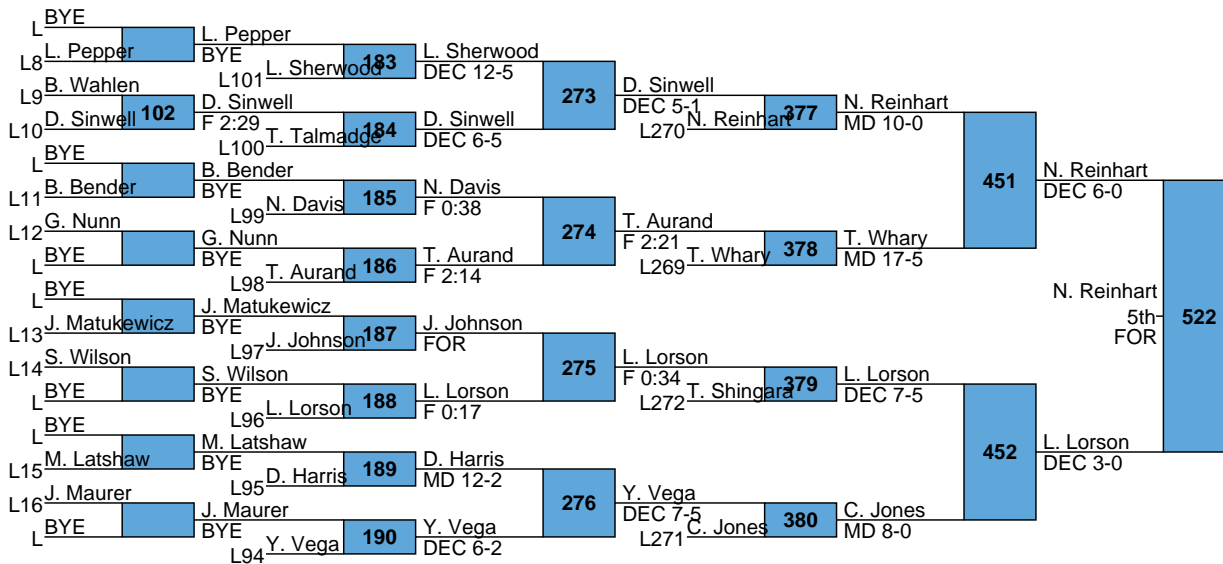 BYE
L
L. Pepper
BYE
L. Pepper
L8
183
L. Sherwood
DEC 12-5
L. Sherwood
L101
B. Wahlen
L9
273
D. Sinwell
DEC 5-1
102
D. Sinwell
F 2:29
377
N. Reinhart
MD 10-0
D. Sinwell
L10
184
D. Sinwell
DEC 6-5
N. Reinhart
L270
T. Talmadge
L100
BYE
L
B. Bender
BYE
451
N. Reinhart
DEC 6-0
B. Bender
L11
185
N. Davis
F 0:38
N. Davis
L99
G. Nunn
L12
274
T. Aurand
F 2:21
G. Nunn
BYE
378
T. Whary
MD 17-5
BYE
L
186
T. Aurand
F 2:14
T. Whary
L269
T. Aurand
L98
BYE
L
N. Reinhart
5th
FOR
522
J. Matukewicz
BYE
J. Matukewicz
L13
187
J. Johnson
FOR
J. Johnson
L97
S. Wilson
L14
275
L. Lorson
F 0:34
S. Wilson
BYE
379
L. Lorson
DEC 7-5
BYE
L
188
L. Lorson
F 0:17
T. Shingara
L272
L. Lorson
L96
BYE
L
M. Latshaw
BYE
452
L. Lorson
DEC 3-0
M. Latshaw
L15
189
D. Harris
MD 12-2
D. Harris
L95
J. Maurer
L16
276
Y. Vega
DEC 7-5
J. Maurer
BYE
380
C. Jones
MD 8-0
BYE
L
190
Y. Vega
DEC 6-2
C. Jones
L271
Y. Vega
L94